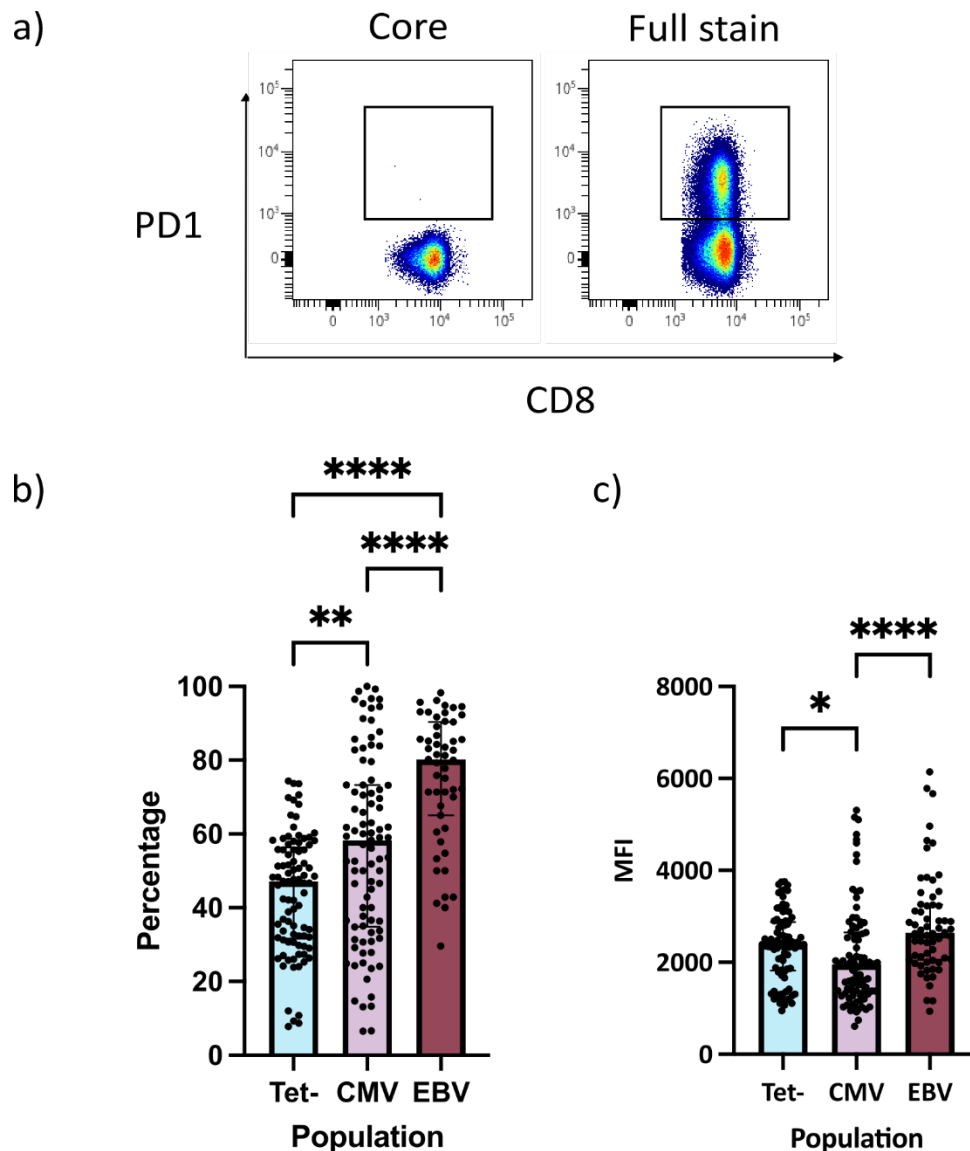 a)
Core
Full stain
PD1
10⁵
10⁴
10³
0
0
10³
10⁴
10⁵
10⁵
10⁴
10³
0
0
10³
10⁴
10⁵
CD8
b)
****
****
**
Percentage
100
80
60
40
20
0
Tet- CMV EBV
Population
c)
****
*
MFI
8000
6000
4000
2000
0
Tet- CMV EBV
Population